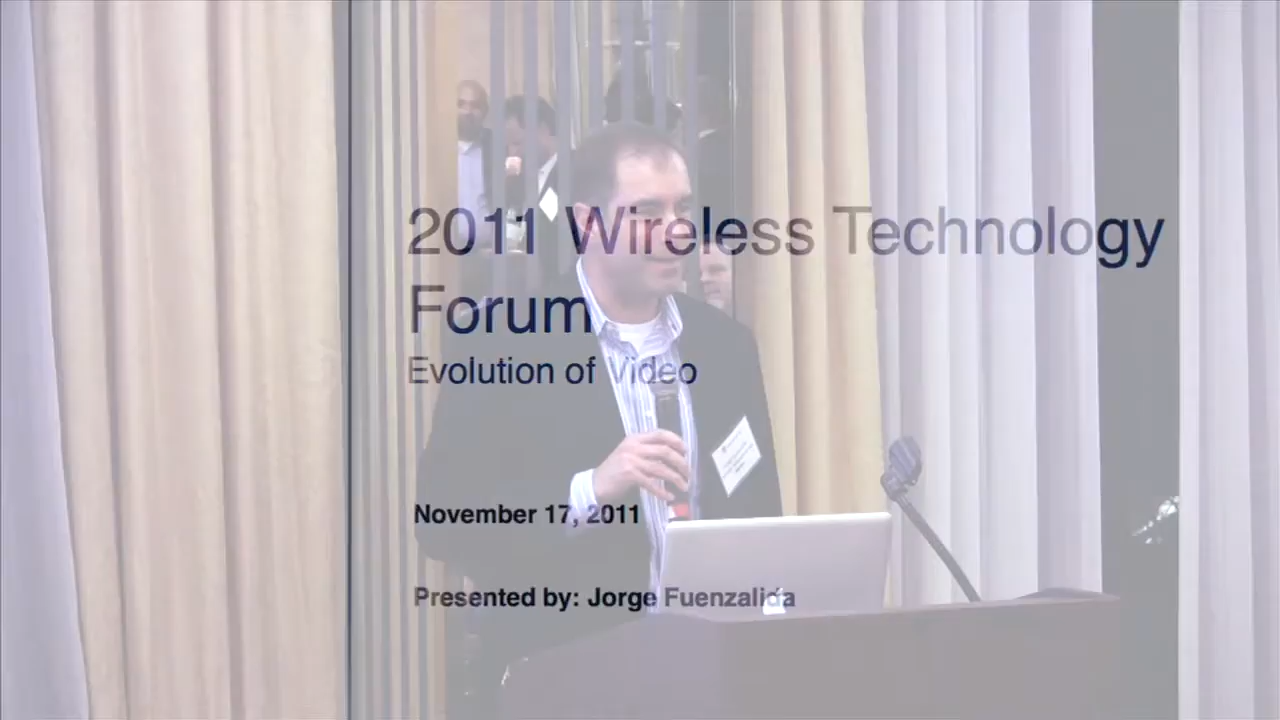 2011 Wireless Technology
Forum
Evolution of Video
November 17, 2011
Presented by: Jorge Fuenzalida